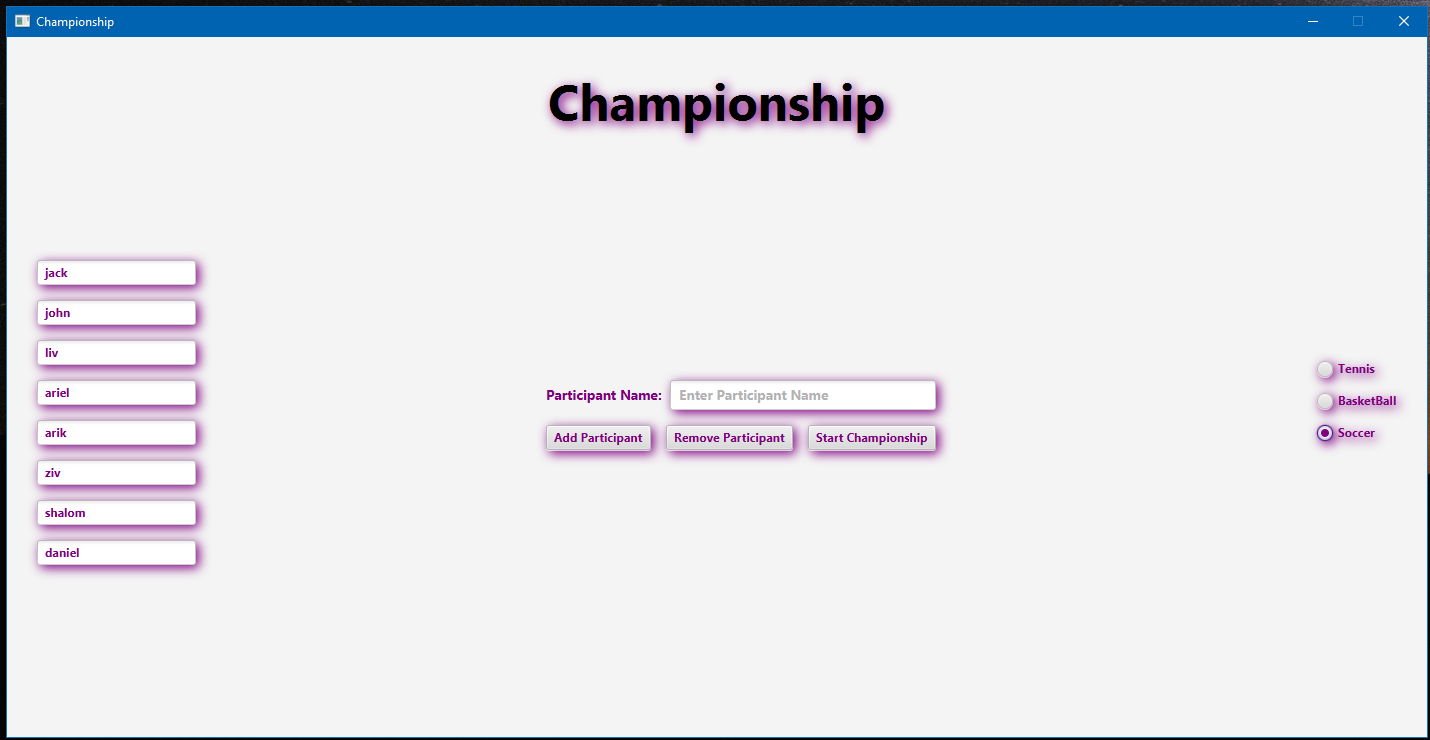 Championship
Championship
jack
john
liv
ariel
arik
ziv
shalom
daniel
Participant Name: Enter Participant Name
Add Participant Remove Participant Start Championship
Tennis
BasketBall
Soccer